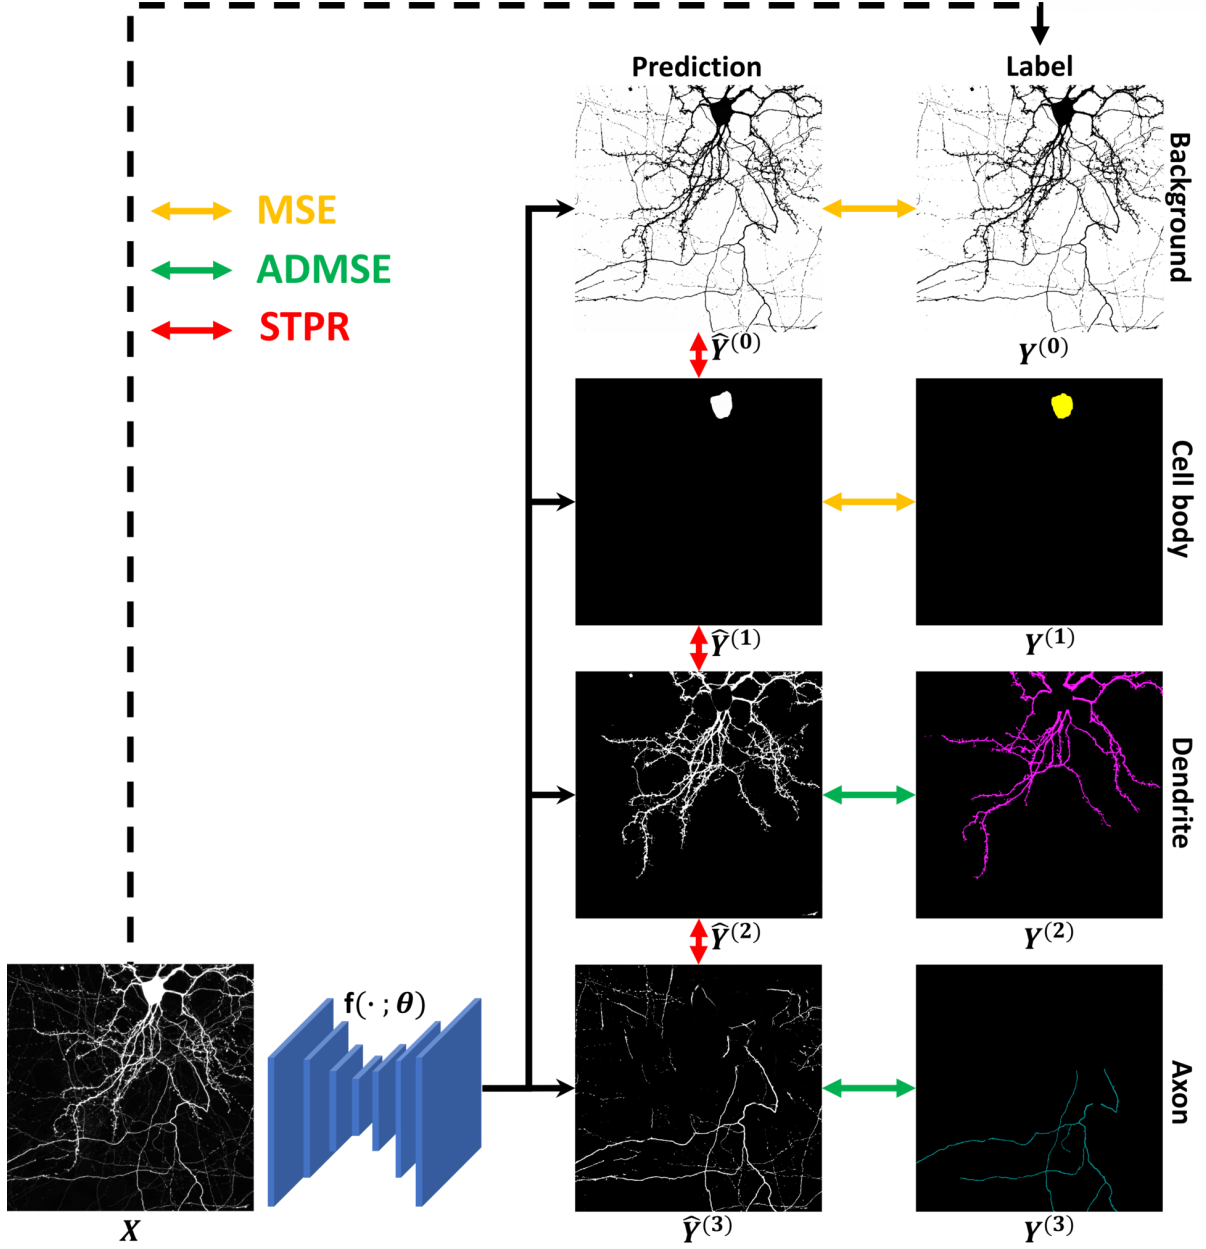 Prediction
Label
MSE
ADMSE
STPR
Background
Ŷ⁽⁰⁾
Y⁽⁰⁾
Cell body
Ŷ⁽¹⁾
Y⁽¹⁾
Dendrite
Ŷ⁽²⁾
Y⁽²⁾
f(· ; θ)
Axon
X
Ŷ⁽³⁾
Y⁽³⁾